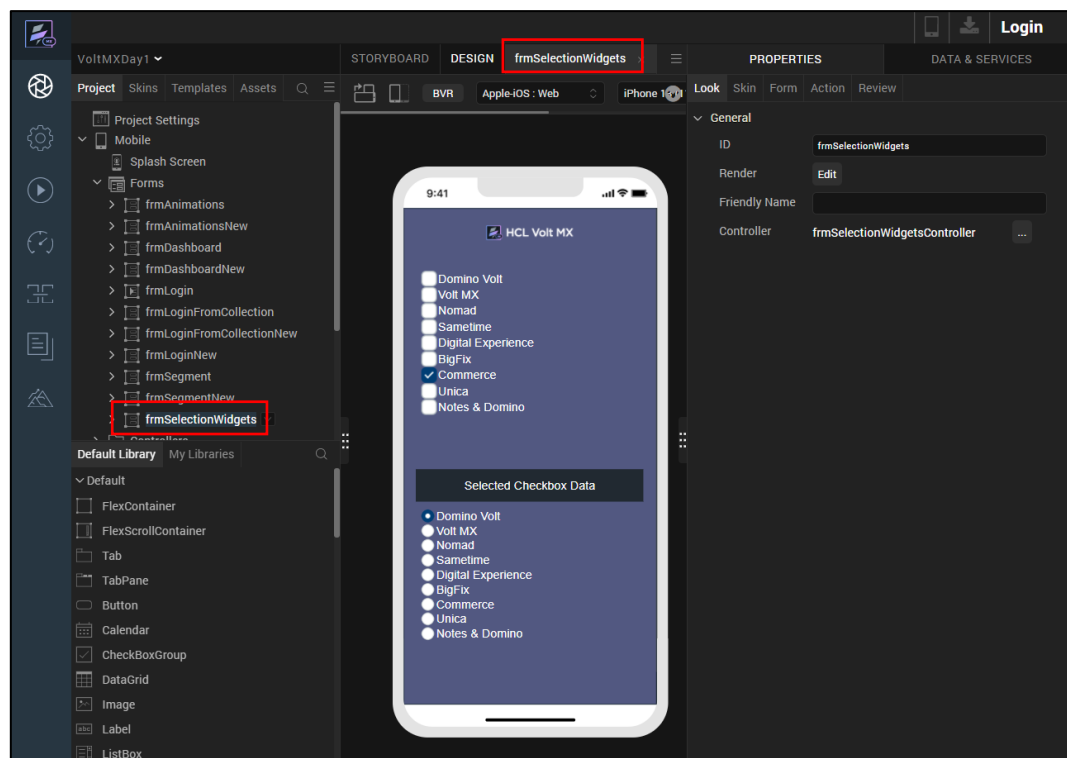 Login
VoltMXDay1
STORYBOARD DESIGN frmSelectionWidgets
PROPERTIES DATA & SERVICES
Project Skins Templates Assets
BVR Apple-iOS : Web iPhone
Look Skin Form Action Review
Project Settings
Mobile
Splash Screen
Forms
frmAnimations
frmAnimationsNew
frmDashboard
frmDashboardNew
frmLogin
frmLoginFromCollection
frmLoginFromCollectionNew
frmLoginNew
frmSegment
frmSegmentNew
frmSelectionWidgets
Controllers
Default Library My Libraries
Default
FlexContainer
FlexScrollContainer
Tab
TabPane
Button
Calendar
CheckBoxGroup
DataGrid
Image
Label
ListBox
9:41
HCL Volt MX
Domino Volt
Volt MX
Nomad
Sametime
Digital Experience
BigFix
Commerce
Unica
Notes & Domino
Selected Checkbox Data
Domino Volt
Volt MX
Nomad
Sametime
Digital Experience
BigFix
Commerce
Unica
Notes & Domino
General
ID frmSelectionWidgets
Render Edit
Friendly Name
Controller frmSelectionWidgetsController ...